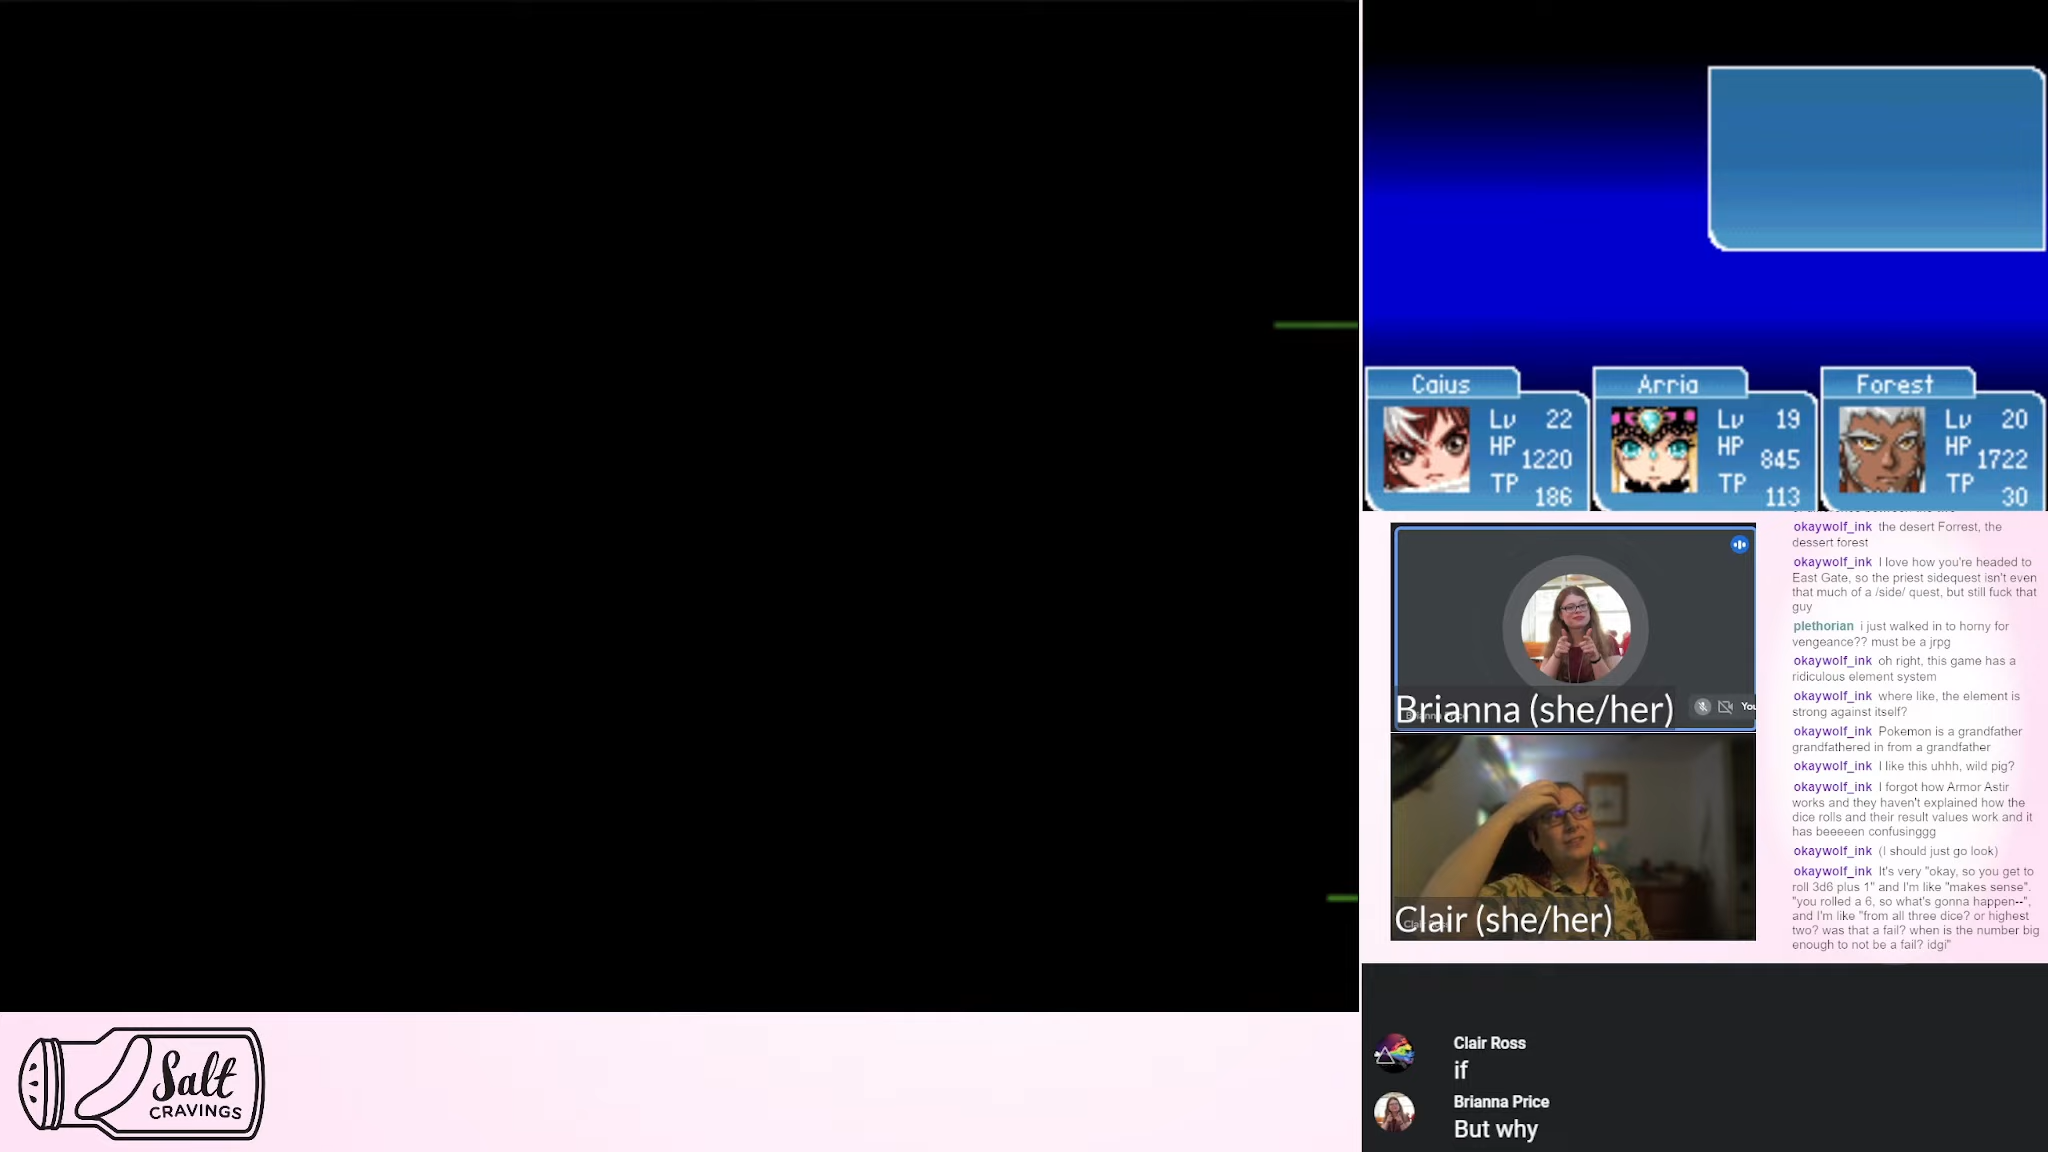 Caius
Lv 22
HP 1220
TP 186
Arria
Lv 19
HP 845
TP 113
Forest
Lv 20
HP 1722
TP 30
okaywolf_ink the desert Forrest, the
dessert forest
okaywolf_ink I love how you're headed to
East Gate, so the priest sidequest isn't even
that much of a /side/ quest, but still fuck that
guy
plethorian i just walked in to horny for
vengeance?? must be a jrpg
okaywolf_ink oh right, this game has a
ridiculous element system
okaywolf_ink where like, the element is
strong against itself?
okaywolf_ink Pokemon is a grandfather
grandfathered in from a grandfather
okaywolf_ink I like this uhhh, wild pig?
okaywolf_ink I forgot how Armor Astir
works and they haven't explained how the
dice rolls and their result values work and it
has beeeeen confusinggg
okaywolf_ink (I should just go look)
okaywolf_ink It's very "okay, so you get to
roll 3d6 plus 1" and I'm like "makes sense".
"you rolled a 6, so what's gonna happen--",
and I'm like "from all three dice? or highest
two? was that a fail? when is the number big
enough to not be a fail? idgi"
Brianna (she/her)
You
Clair (she/her)
Salt
CRAVINGS
Clair Ross
if
Brianna Price
But why